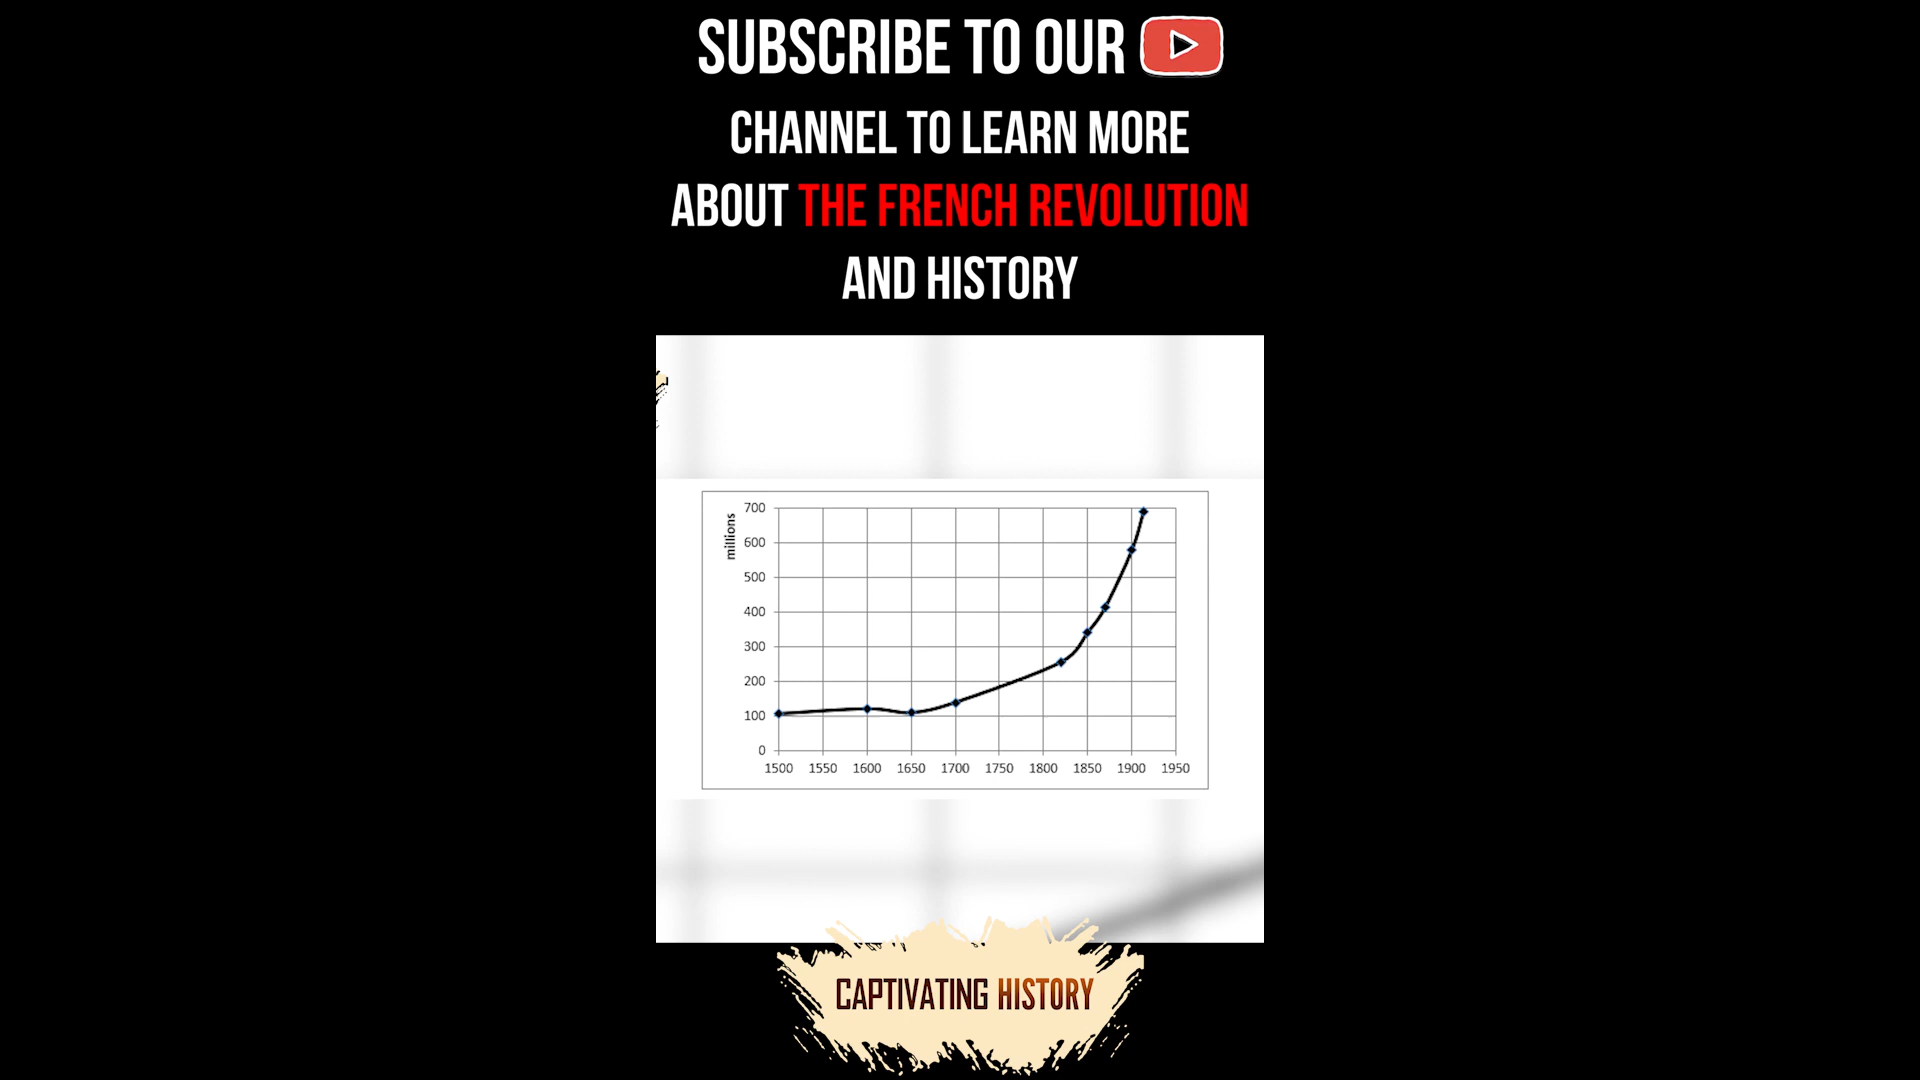 SUBSCRIBE TO OUR
CHANNEL TO LEARN MORE
ABOUT THE FRENCH REVOLUTION
AND HISTORY
millions
700
600
500
400
300
200
100
0
1500 1550 1600 1650 1700 1750 1800 1850 1900 1950
CAPTIVATING HISTORY